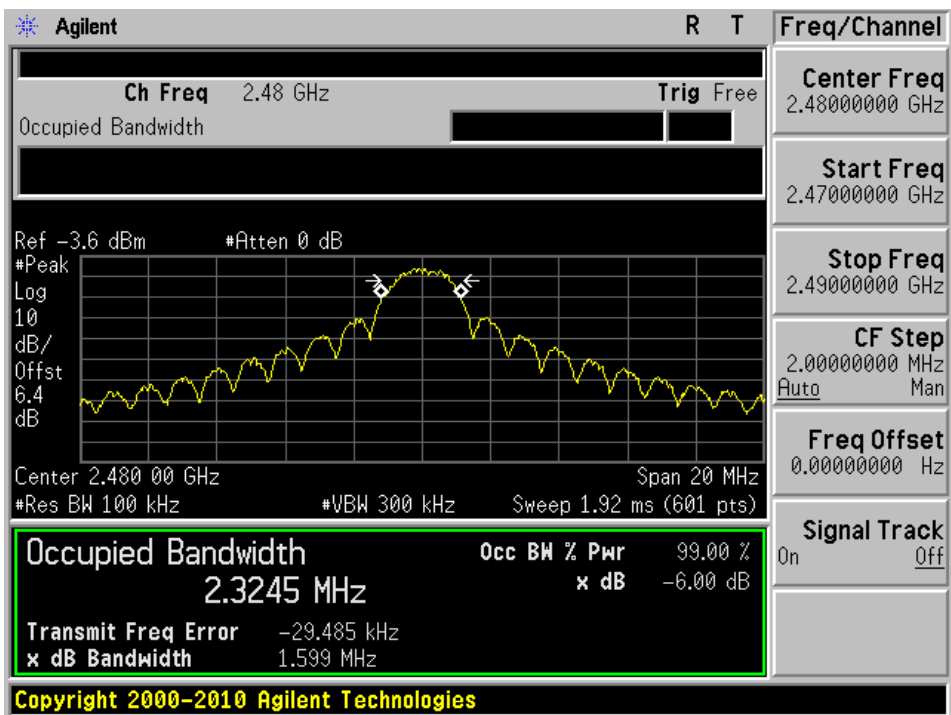 Agilent R T
Freq/Channel
Ch Freq 2.48 GHz Trig Free
Occupied Bandwidth
Ref -3.6 dBm #Atten 0 dB
#Peak
Log
10
dB/
Offst
6.4
dB
Center 2.480 00 GHz Span 20 MHz
#Res BW 100 kHz #VBW 300 kHz Sweep 1.92 ms (601 pts)
Occupied Bandwidth
2.3245 MHz
Occ BW % Pwr 99.00 %
x dB -6.00 dB
Transmit Freq Error -29.485 kHz
x dB Bandwidth 1.599 MHz
Copyright 2000-2010 Agilent Technologies
Center Freq
2.48000000 GHz
Start Freq
2.47000000 GHz
Stop Freq
2.49000000 GHz
CF Step
2.00000000 MHz
Auto Man
Freq Offset
0.00000000 Hz
Signal Track
On Off